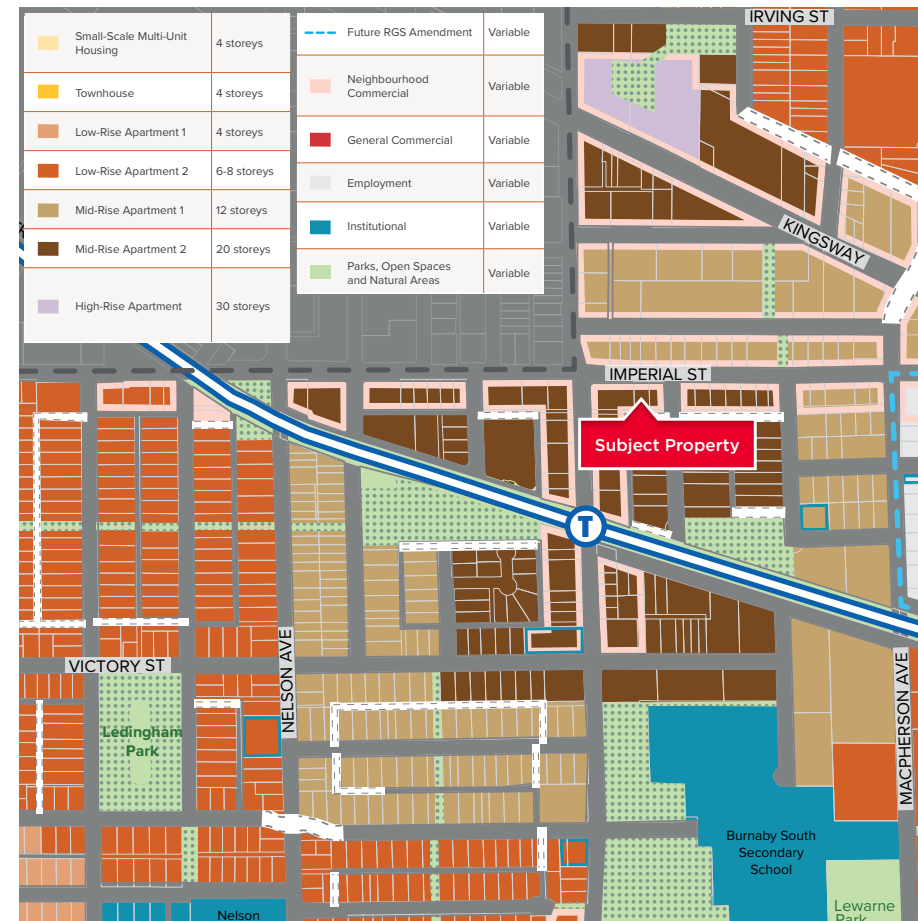 Small-Scale Multi-Unit
Housing
4 storeys
Townhouse
4 storeys
Low-Rise Apartment 1
4 storeys
Low-Rise Apartment 2
6-8 storeys
Mid-Rise Apartment 1
12 storeys
Mid-Rise Apartment 2
20 storeys
High-Rise Apartment
30 storeys
Future RGS Amendment
Variable
Neighbourhood
Commercial
Variable
General Commercial
Variable
Employment
Variable
Institutional
Variable
Parks, Open Spaces
and Natural Areas
Variable
IRVING ST
KINGSWAY
IMPERIAL ST
Subject Property
T
VICTORY ST
NELSON AVE
MACPHERSON AVE
Ledingham
Park
Burnaby South
Secondary
School
Nelson
Lewarne
Park